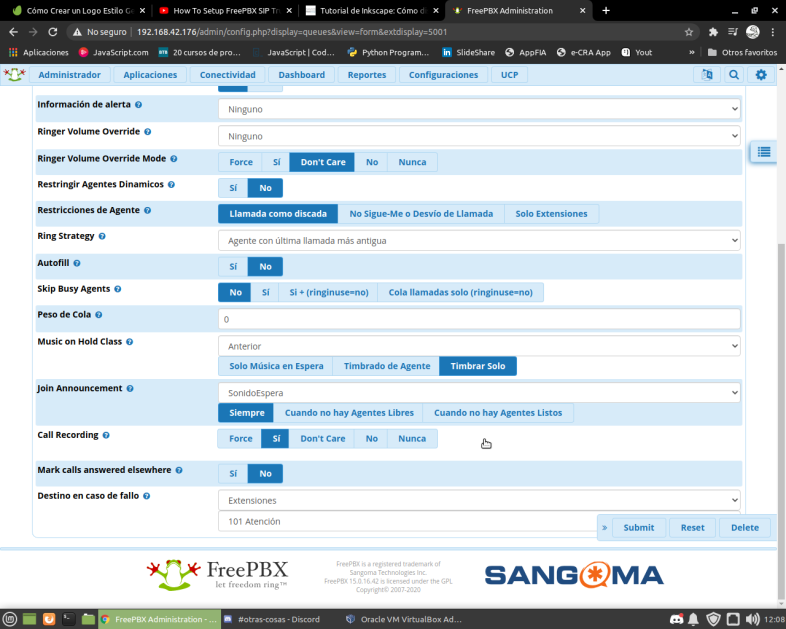 Cómo Crear un Logo Estilo G
How To Setup FreePBX SIP Tr
Tutorial de Inkscape: Cómo d
FreePBX Administration
No seguro
192.168.42.176/admin/config.php?display=queues&view=form&extdisplay=5001
Aplicaciones
JavaScript.com
20 cursos de pro...
JavaScript | Cod...
Python Program...
SlideShare
AppFIA
e-CRA App
Yout
»
Otros favoritos
Administrador
Aplicaciones
Conectividad
Dashboard
Reportes
Configuraciones
UCP
Información de alerta
Ninguno
Ringer Volume Override
Ninguno
Ringer Volume Override Mode
Force Sí Don't Care No Nunca
Restringir Agentes Dinamicos
Sí No
Restricciones de Agente
Llamada como discada No Sigue-Me o Desvío de Llamada Solo Extensiones
Ring Strategy
Agente con última llamada más antigua
Autofill
Sí No
Skip Busy Agents
No Sí Si + (ringinuse=no) Cola llamadas solo (ringinuse=no)
Peso de Cola
0
Music on Hold Class
Anterior
Solo Música en Espera Timbrado de Agente Timbrar Solo
Join Announcement
SonidoEspera
Siempre Cuando no hay Agentes Libres Cuando no hay Agentes Listos
Call Recording
Force Sí Don't Care No Nunca
Mark calls answered elsewhere
Sí No
Destino en caso de fallo
Extensiones
101 Atención
» Submit Reset Delete
FreePBX
let freedom ring™
FreePBX is a registered trademark of
Sangoma Technologies Inc.
FreePBX 15.0.16.42 is licensed under the GPL
Copyright© 2007-2020
SANGOMA
FreePBX Administration - ...
#otras-cosas - Discord
Oracle VM VirtualBox Ad...
12:08